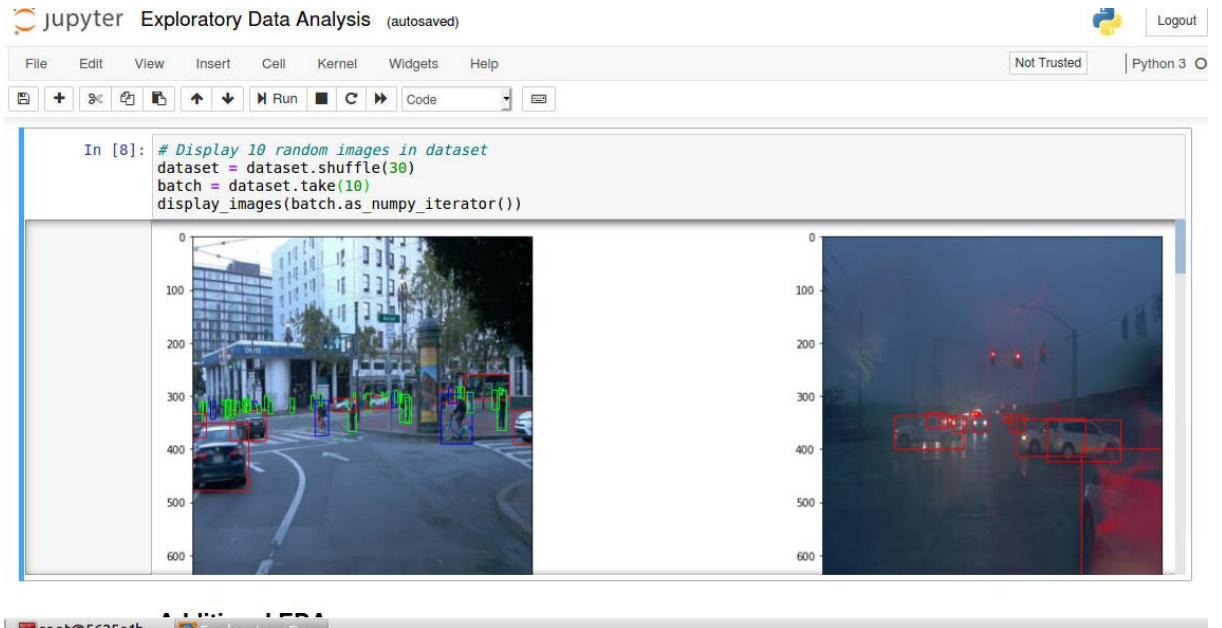 jupyter Exploratory Data Analysis (autosaved)
Logout
File Edit View Insert Cell Kernel Widgets Help
Not Trusted
Python 3
Run
Code
In [8]: # Display 10 random images in dataset
dataset = dataset.shuffle(30)
batch = dataset.take(10)
display_images(batch.as_numpy_iterator())
0
100
200
300
400
500
600
0
100
200
300
400
500
600